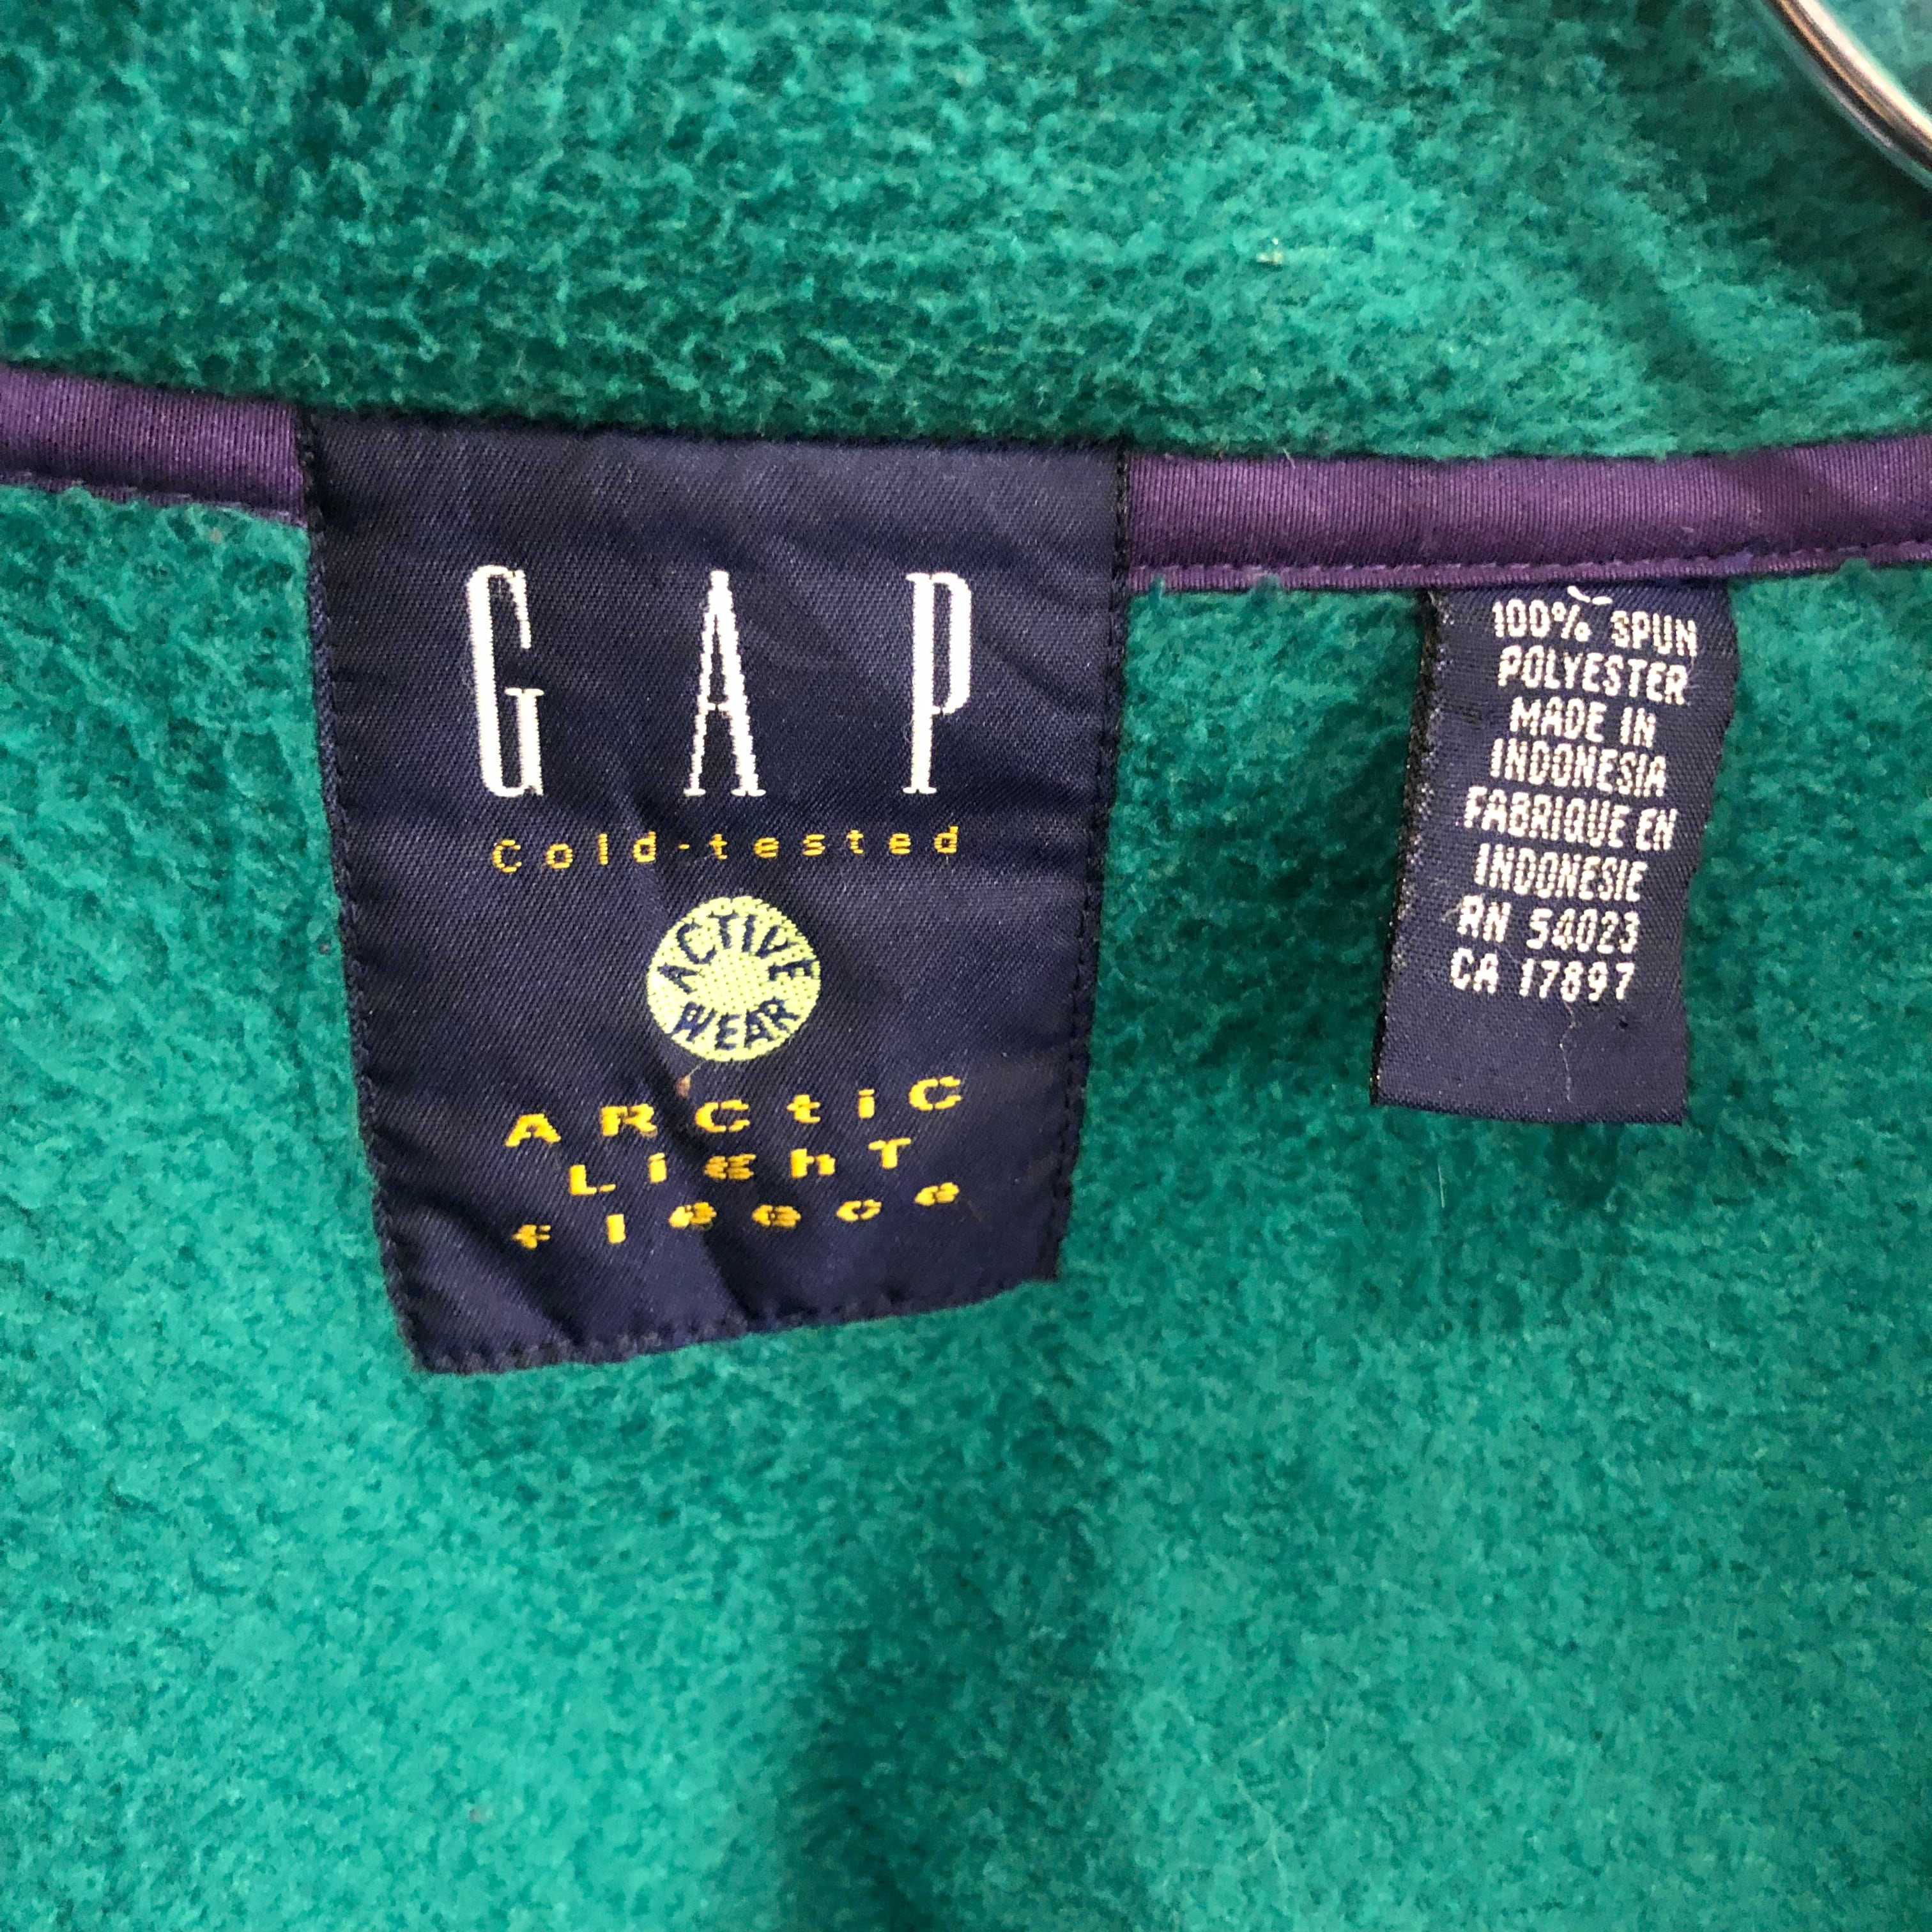 GAP
Cold-tested
ACTIVE
WEAR
ARCtiC
LighT
fleece
100% SPUN
POLYESTER
MADE IN
INDONESIA
FABRIQUE EN
INDONESIE
RN 54023
CA 17897